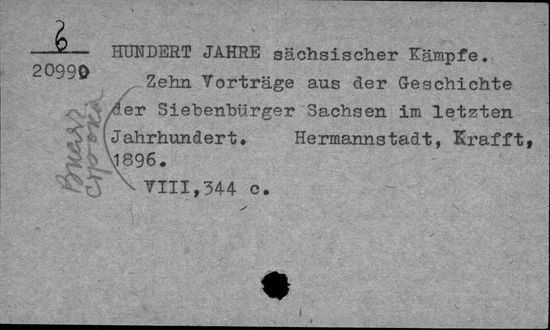 6
20990
HUNDERT JAHRE sächsischer Kämpfe.
Zehn Vorträge aus der Geschichte
der Siebenbürger Sachsen im letzten
Jahrhundert. Hermannstadt, Krafft,
1896.
VIII,344 с.